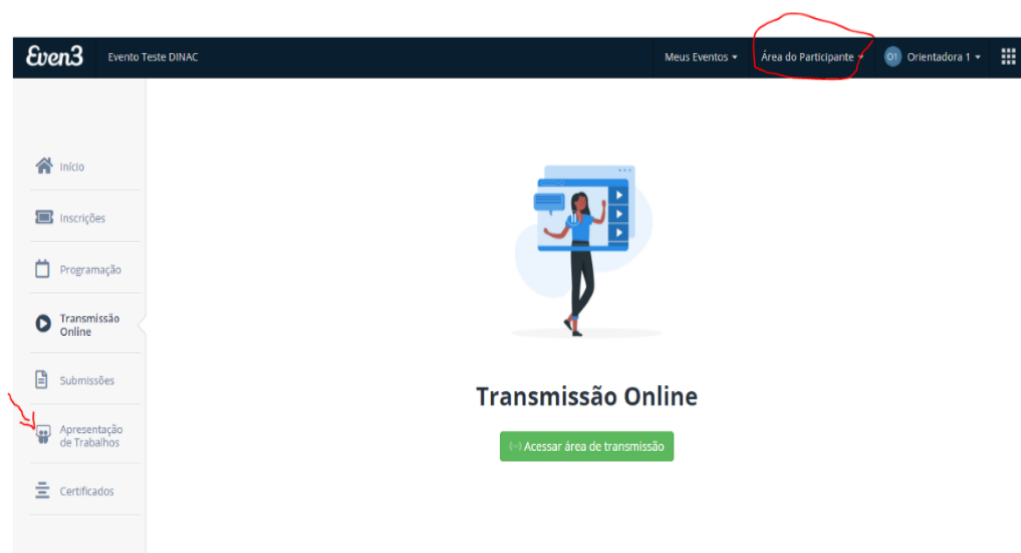 Even3 Evento Teste DINAC Meus Eventos Área do Participante O1 Orientadora 1
Início
Inscrições
Programação
Transmissão
Online
Submissões
Apresentação
de Trabalhos
Certificados
Transmissão Online
Acessar área de transmissão